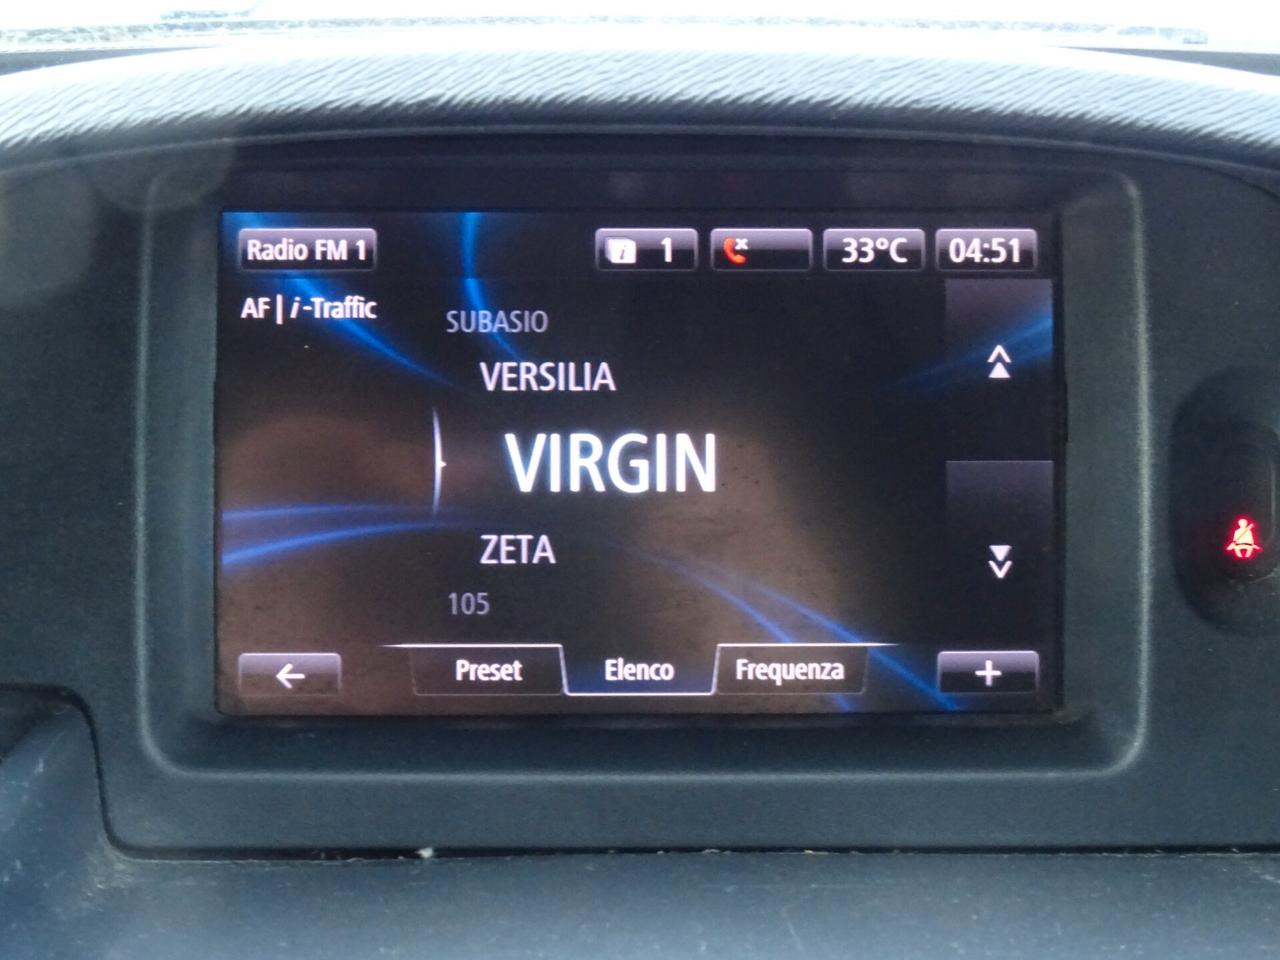 Radio FM 1
i 1
33°C
04:51
AF | i-Traffic
SUBASIO
VERSILIA
VIRGIN
ZETA
105
Preset
Elenco
Frequenza
+